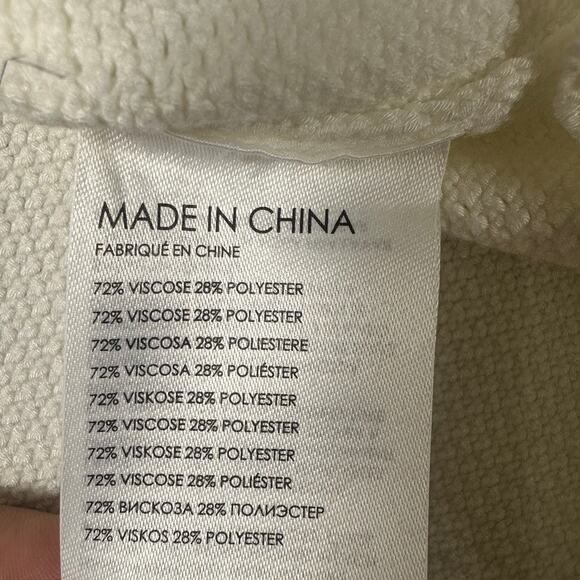 MADE IN CHINA
FABRIQUÉ EN CHINE
72% VISCOSE 28% POLYESTER
72% VISCOSE 28% POLYESTER
72% VISCOSA 28% POLIESTERE
72% VISCOSA 28% POLIÉSTER
72% VISKOSE 28% POLYESTER
72% VISCOSE 28% POLYESTER
72% VISKOSE 28% POLYESTER
72% VISCOSE 28% POLIÉSTER
72% ВИСКОЗА 28% ПОЛИЭСТЕР
72% VISKOS 28% POLYESTER